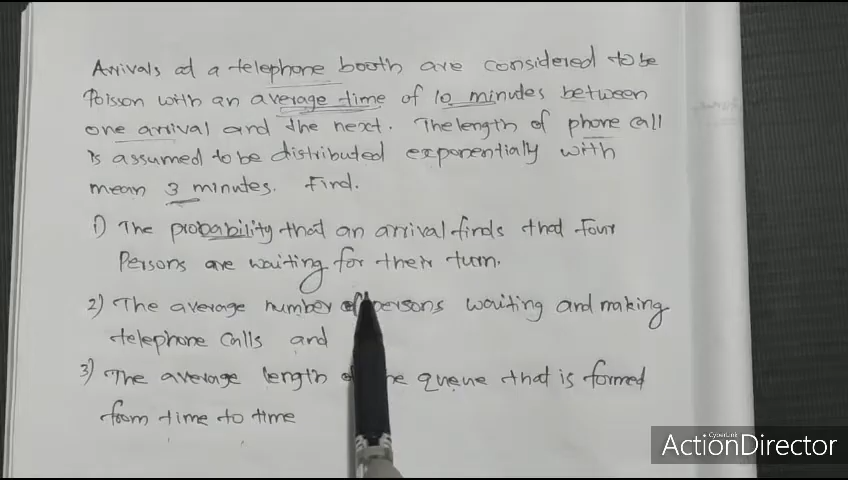 Arrivals at a telephone booth are considered to be
Poisson with an average time of 10 minutes between
one arrival and the next. The length of phone call
is assumed to be distributed exponentially with
mean 3 minutes. Find.
1) The probability that an arrival finds that Four
Persons are waiting for their turn.
2) The average number of persons waiting and making
telephone calls and
3) The average length queue that is formed
from time to time
CyberLink
ActionDirector